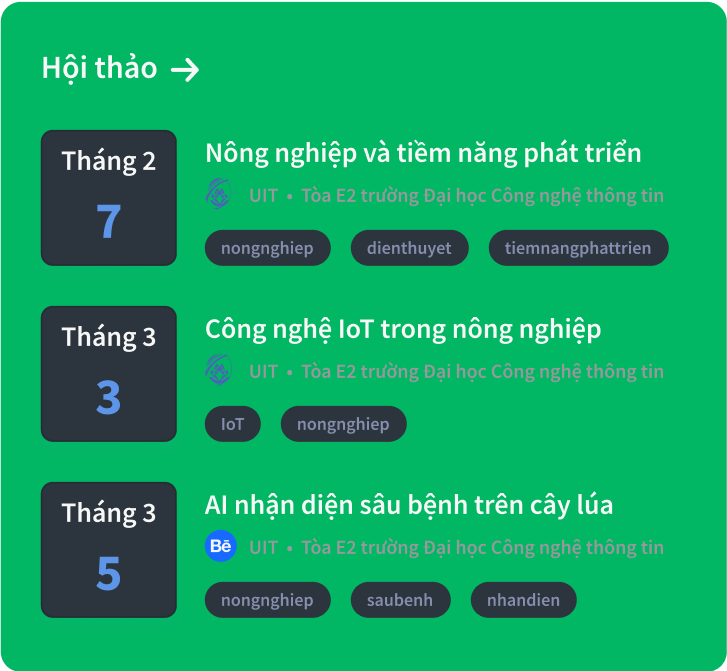 Hội thảo →
Tháng 2
7
Nông nghiệp và tiềm năng phát triển
UIT • Tòa E2 trường Đại học Công nghệ thông tin
nongnghiep dienthuyet tiemnangphattrien
Tháng 3
3
Công nghệ IoT trong nông nghiệp
UIT • Tòa E2 trường Đại học Công nghệ thông tin
IoT nongnghiep
Tháng 3
5
AI nhận diện sâu bệnh trên cây lúa
Bē UIT • Tòa E2 trường Đại học Công nghệ thông tin
nongnghiep saubenh nhandien